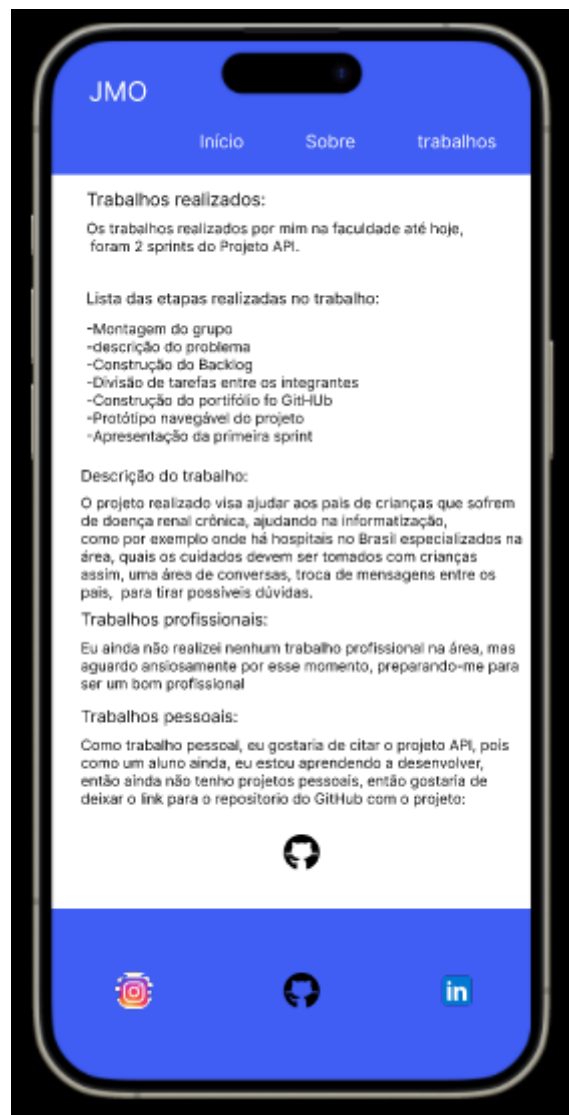 JMO
Início Sobre trabalhos
Trabalhos realizados:
Os trabalhos realizados por mim na faculdade até hoje,
foram 2 sprints do Projeto API.
Lista das etapas realizadas no trabalho:
-Montagem do grupo
-descrição do problema
-Construção do Backlog
-Divisão de tarefas entre os integrantes
-Construção do portifólio fo GitHUb
-Protótipo navegável do projeto
-Apresentação da primeira sprint
Descrição do trabalho:
O projeto realizado visa ajudar aos pais de crianças que sofrem
de doença renal crônica, ajudando na informatização,
como por exemplo onde há hospitais no Brasil especializados na
área, quais os cuidados devem ser tomados com crianças
assim, uma área de conversas, troca de mensagens entre os
pais, para tirar possíveis dúvidas.
Trabalhos profissionais:
Eu ainda não realizei nenhum trabalho profissional na área, mas
aguardo ansiosamente por esse momento, preparando-me para
ser um bom profissional
Trabalhos pessoais:
Como trabalho pessoal, eu gostaria de citar o projeto API, pois
como um aluno ainda, eu estou aprendendo a desenvolver,
então ainda não tenho projetos pessoais, então gostaria de
deixar o link para o repositorio do GitHub com o projeto:
in